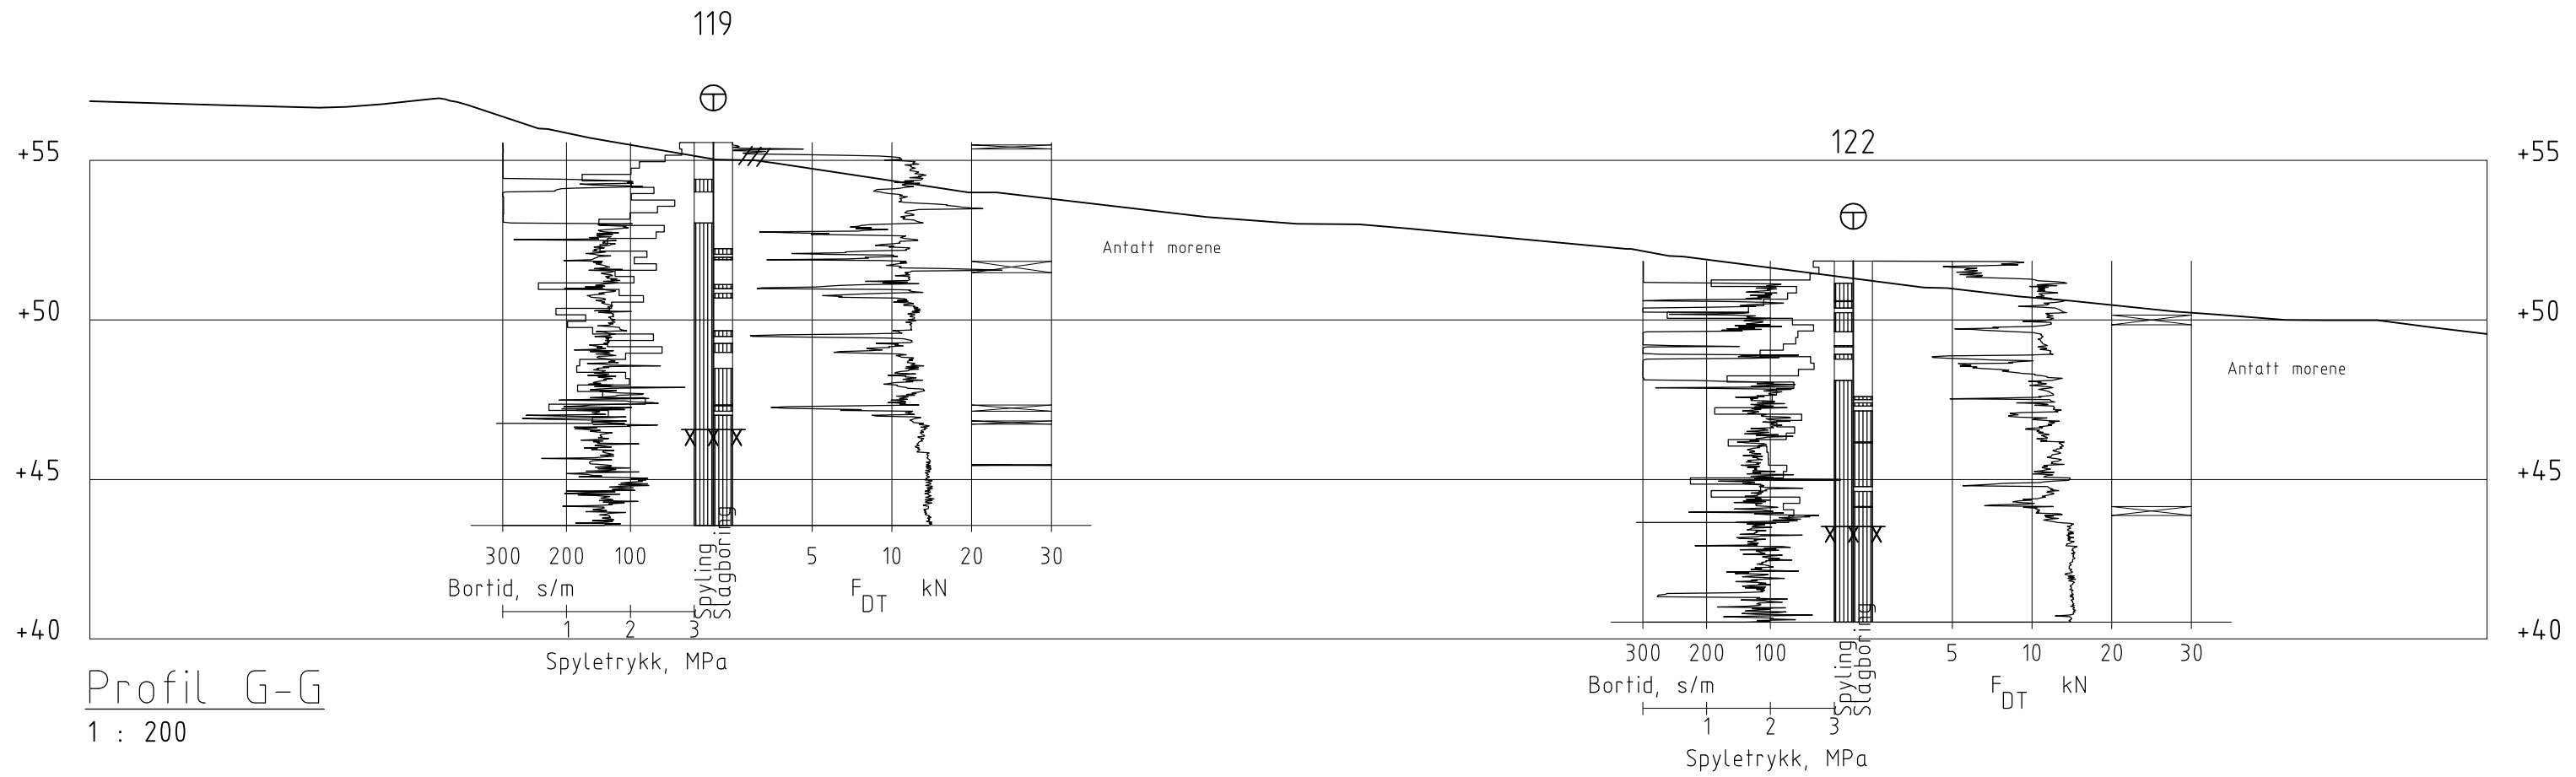 119
122
+55
+55
Antatt morene
+50
+50
Antatt morene
+45
+45
300 200 100 Spyling Slagboring 5 10 20 30
Bortid, s/m F DT kN
1 2 3
Spyletrykk, MPa
+40
+40
300 200 100 Spyling Slagboring 5 10 20 30
Bortid, s/m F DT kN
1 2 3
Spyletrykk, MPa
Profil G-G
1 : 200